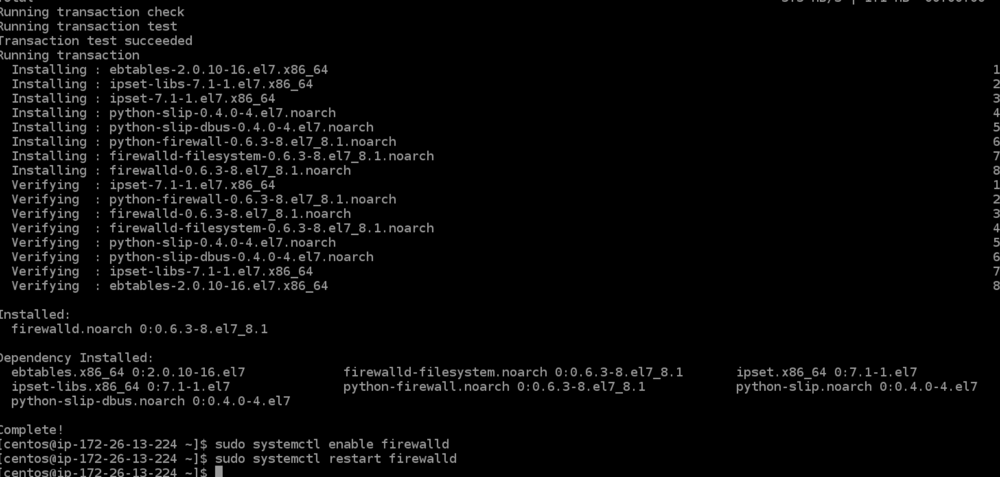 Running transaction check
Running transaction test
Transaction test succeeded
Running transaction
  Installing : ebtables-2.0.10-16.el7.x86_64 1
  Installing : ipset-libs-7.1-1.el7.x86_64 2
  Installing : ipset-7.1-1.el7.x86_64 3
  Installing : python-slip-0.4.0-4.el7.noarch 4
  Installing : python-slip-dbus-0.4.0-4.el7.noarch 5
  Installing : python-firewall-0.6.3-8.el7_8.1.noarch 6
  Installing : firewalld-filesystem-0.6.3-8.el7_8.1.noarch 7
  Installing : firewalld-0.6.3-8.el7_8.1.noarch 8
  Verifying  : ipset-7.1-1.el7.x86_64 1
  Verifying  : python-firewall-0.6.3-8.el7_8.1.noarch 2
  Verifying  : firewalld-0.6.3-8.el7_8.1.noarch 3
  Verifying  : firewalld-filesystem-0.6.3-8.el7_8.1.noarch 4
  Verifying  : python-slip-0.4.0-4.el7.noarch 5
  Verifying  : python-slip-dbus-0.4.0-4.el7.noarch 6
  Verifying  : ipset-libs-7.1-1.el7.x86_64 7
  Verifying  : ebtables-2.0.10-16.el7.x86_64 8
Installed:
  firewalld.noarch 0:0.6.3-8.el7_8.1
Dependency Installed:
  ebtables.x86_64 0:2.0.10-16.el7 firewalld-filesystem.noarch 0:0.6.3-8.el7_8.1 ipset.x86_64 0:7.1-1.el7
  ipset-libs.x86_64 0:7.1-1.el7 python-firewall.noarch 0:0.6.3-8.el7_8.1 python-slip.noarch 0:0.4.0-4.el7
  python-slip-dbus.noarch 0:0.4.0-4.el7
Complete!
[centos@ip-172-26-13-224 ~]$ sudo systemctl enable firewalld
[centos@ip-172-26-13-224 ~]$ sudo systemctl restart firewalld
[centos@ip-172-26-13-224 ~]$